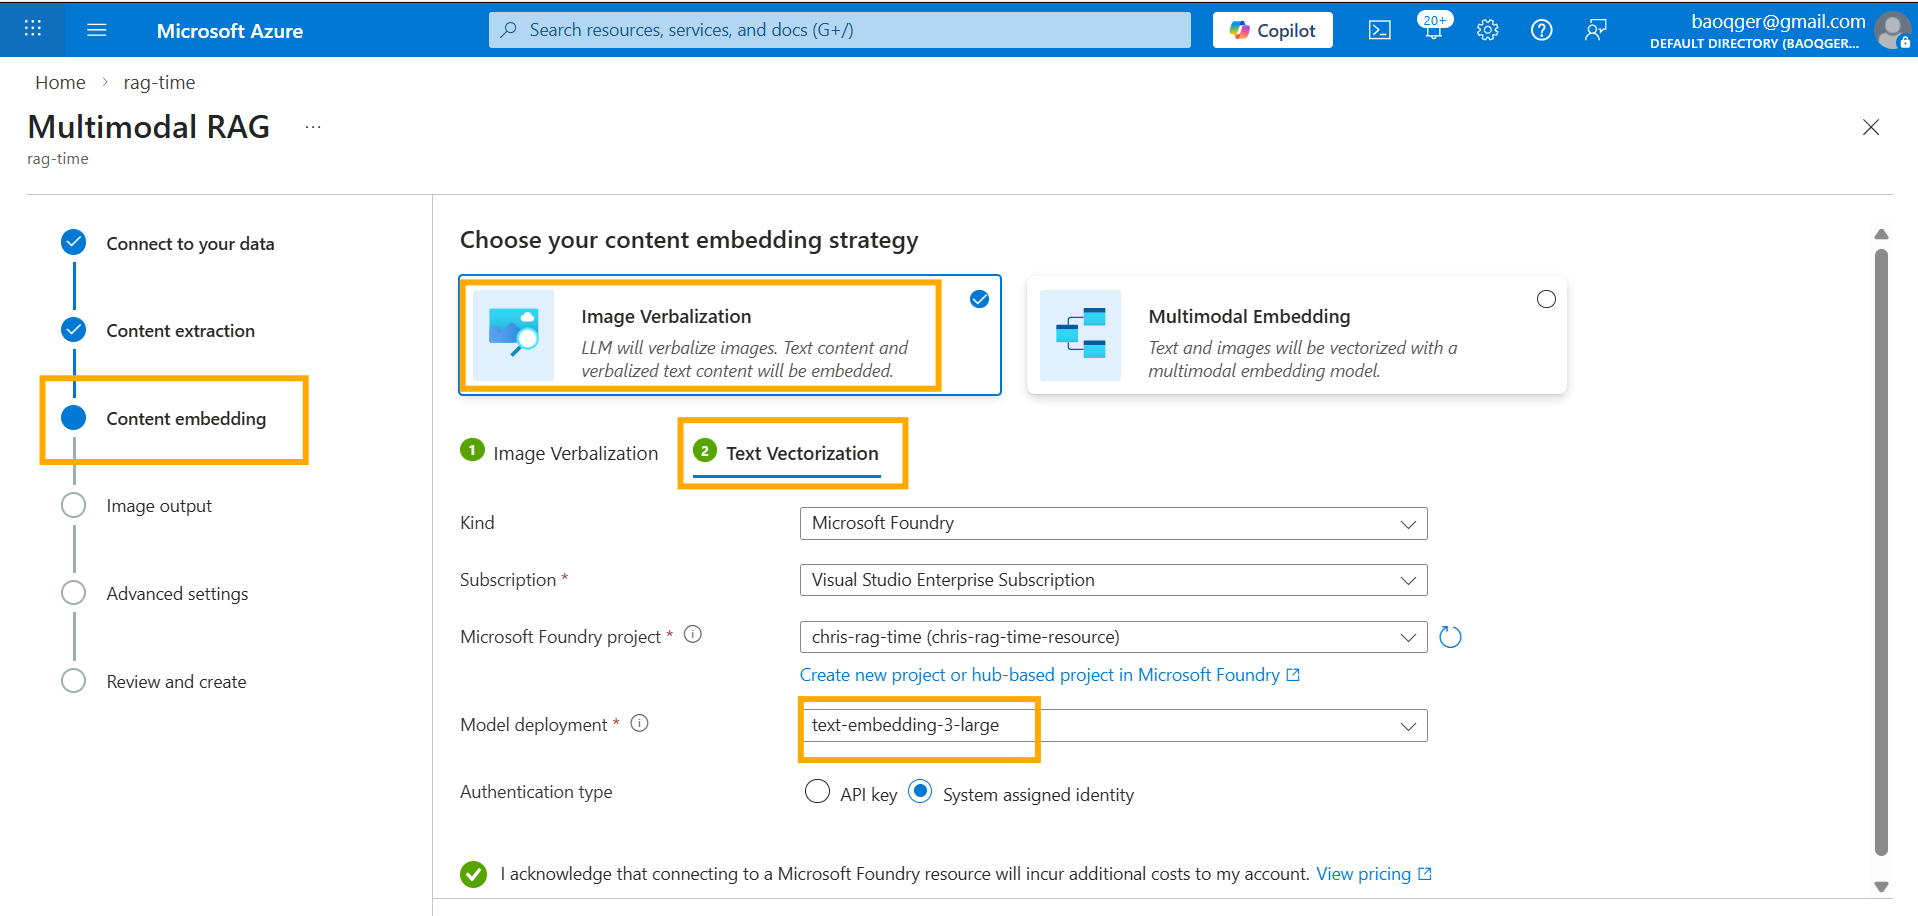 Microsoft Azure
Search resources, services, and docs (G+/)
Copilot
20+
baoqger@gmail.com
DEFAULT DIRECTORY (BAOQGER...
Home > rag-time
Multimodal RAG ...
rag-time
Connect to your data
Content extraction
Content embedding
Image output
Advanced settings
Review and create
Choose your content embedding strategy
Image Verbalization
LLM will verbalize images. Text content and
verbalized text content will be embedded.
Multimodal Embedding
Text and images will be vectorized with a
multimodal embedding model.
1 Image Verbalization
2 Text Vectorization
Kind
Microsoft Foundry
Subscription *
Visual Studio Enterprise Subscription
Microsoft Foundry project *
chris-rag-time (chris-rag-time-resource)
Create new project or hub-based project in Microsoft Foundry
Model deployment *
text-embedding-3-large
Authentication type
API key
System assigned identity
I acknowledge that connecting to a Microsoft Foundry resource will incur additional costs to my account. View pricing